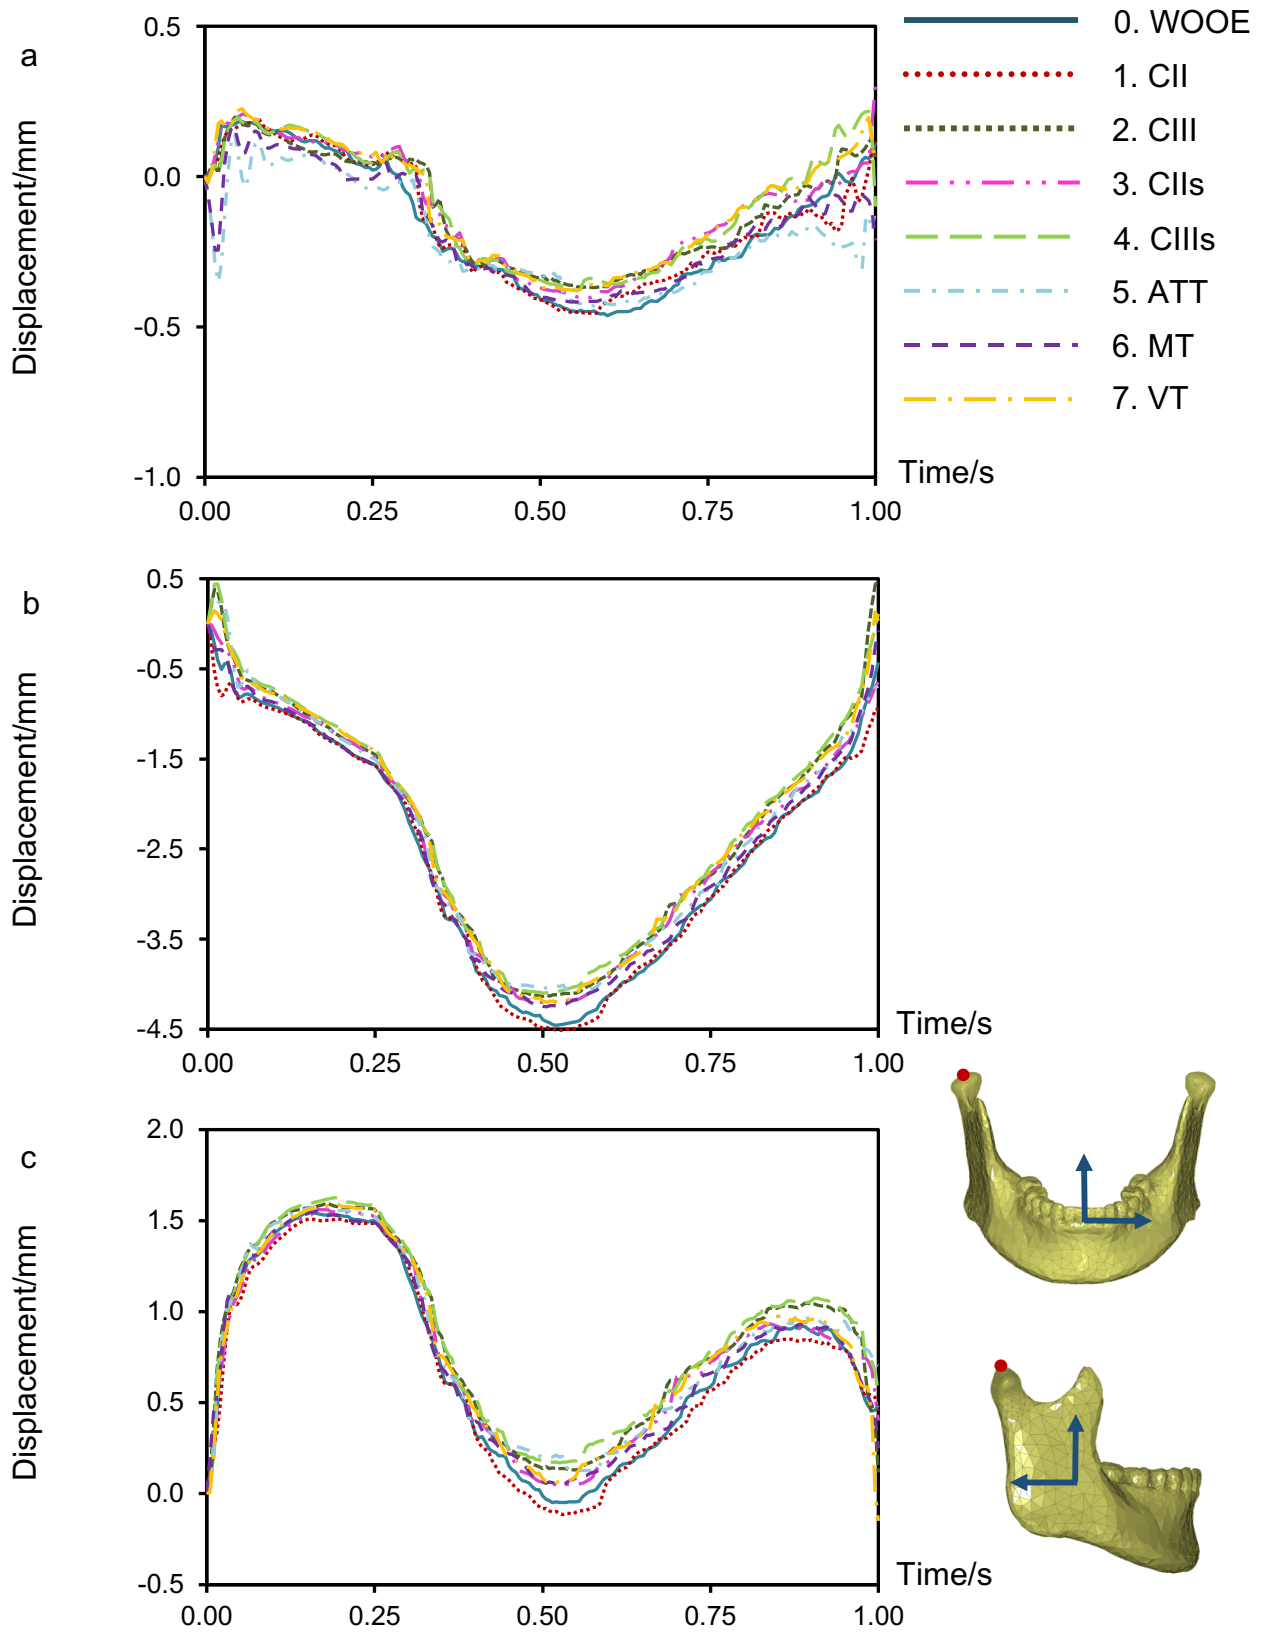 a
Displacement/mm
0.5
0.0
-0.5
-1.0
0.00 0.25 0.50 0.75 1.00
Time/s
0. WOOE
1. CII
2. CIII
3. CIIs
4. CIIIs
5. ATT
6. MT
7. VT
b
Displacement/mm
0.5
-0.5
-1.5
-2.5
-3.5
-4.5
0.00 0.25 0.50 0.75 1.00
Time/s
c
Displacement/mm
2.0
1.5
1.0
0.5
0.0
-0.5
0.00 0.25 0.50 0.75 1.00
Time/s